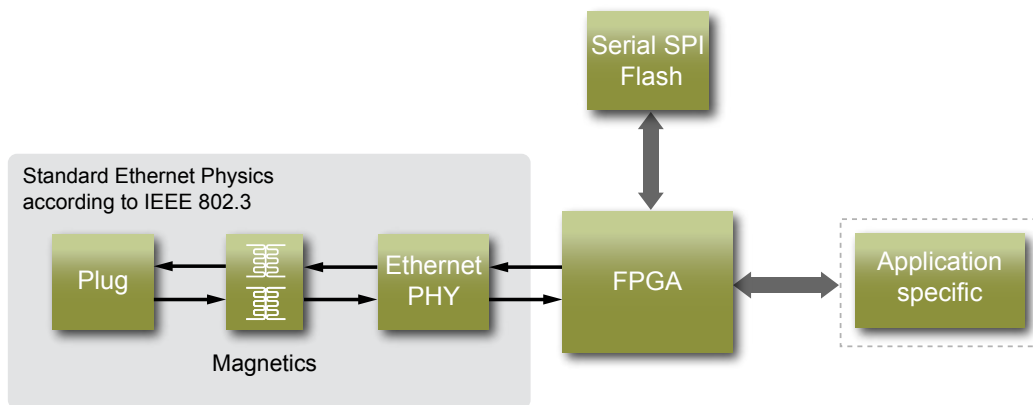 Serial SPI
Flash
Standard Ethernet Physics
according to IEEE 802.3
Plug
Ethernet
PHY
FPGA
Application
specific
Magnetics